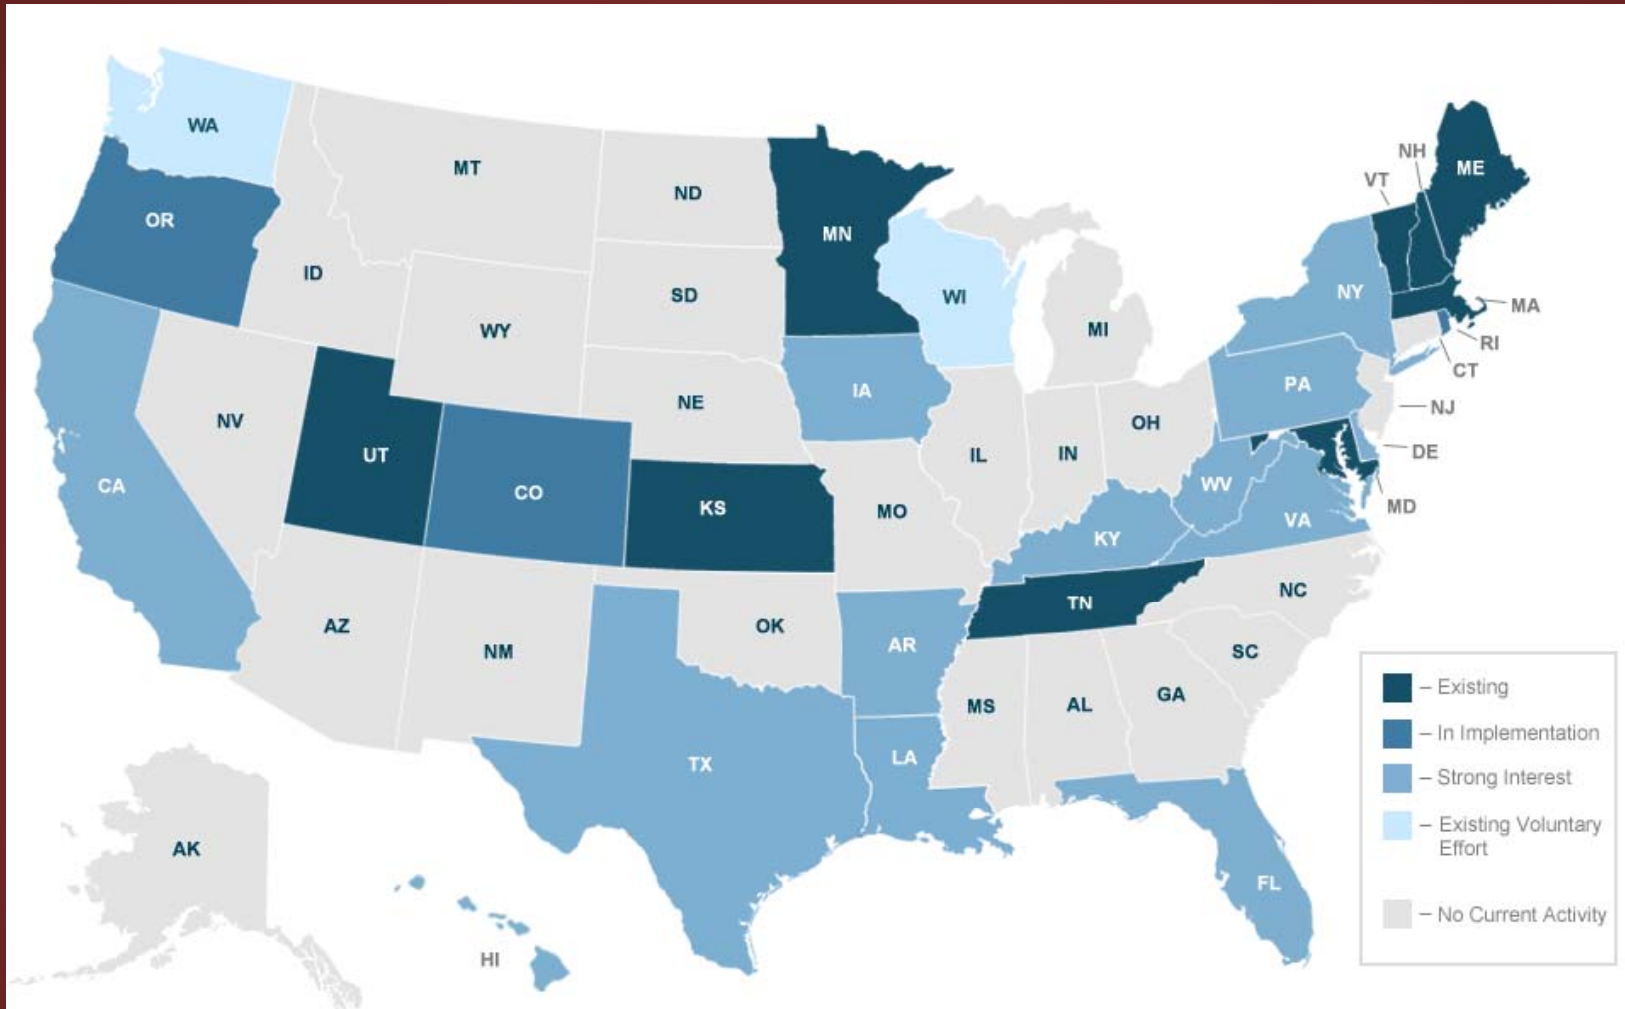 WA
MT
ND
MN
OR
ID
SD
WI
WY
MI
NH
VT
ME
NY
MA
RI
CT
PA
NJ
DE
MD
NV
UT
CO
NE
IA
KS
IL
IN
OH
MO
WV
VA
KY
CA
AZ
NM
OK
AR
TN
NC
SC
MS
AL
GA
TX
LA
FL
AK
HI
– Existing
– In Implementation
– Strong Interest
– Existing Voluntary
Effort
– No Current Activity